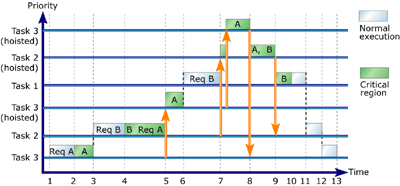 Priority
Task 3
(hoisted)
Task 2
(hoisted)
Task 1
Task 3
(hoisted)
Task 2
Task 3
A
A, B
Req B
B
A
Req B
B
Req A
Req A
A
1
2
3
4
5
6
7
8
9
10
11
12
13
Time
Normal
execution
Critical
region